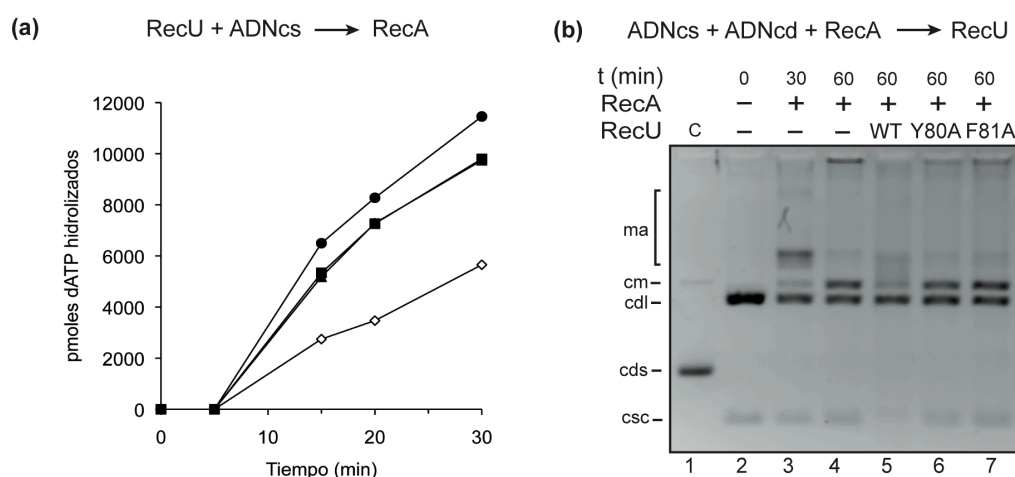 (a)
RecU + ADNcs → RecA
pmoles dATP hidrolizados
12000
10000
8000
6000
4000
2000
0
0
10
20
30
Tiempo (min)
(b)
ADNcs + ADNcd + RecA → RecU
t (min) 0 30 60 60 60 60
RecA – + + + + +
RecU C – – – WT Y80A F81A
ma
cm
cdl
cds
csc
1 2 3 4 5 6 7